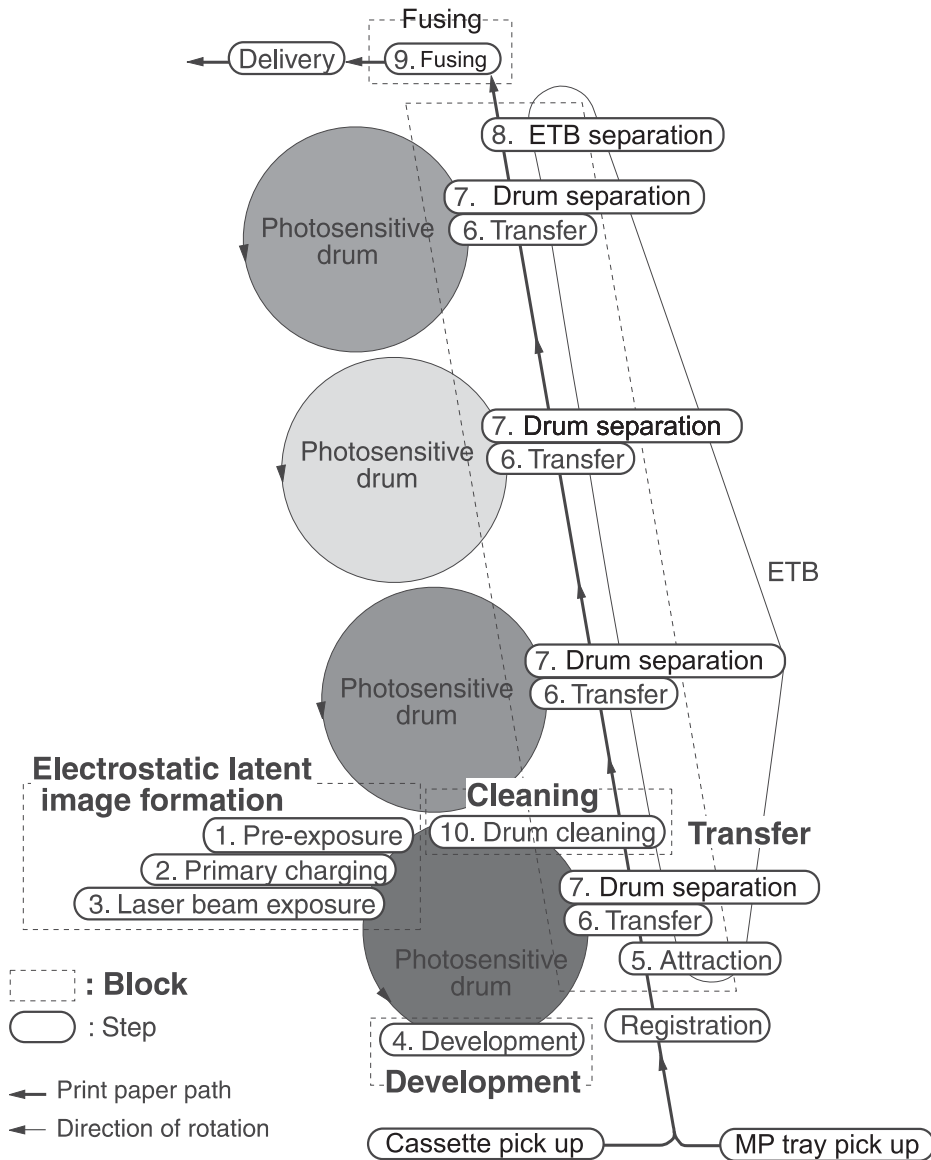 Fusing
Delivery
9. Fusing
8. ETB separation
7. Drum separation
6. Transfer
Photosensitive
drum
7. Drum separation
6. Transfer
Photosensitive
drum
ETB
7. Drum separation
6. Transfer
Photosensitive
drum
Electrostatic latent
image formation
1. Pre-exposure
2. Primary charging
3. Laser beam exposure
Cleaning
10. Drum cleaning
Transfer
7. Drum separation
6. Transfer
5. Attraction
Photosensitive
drum
: Block
: Step
Registration
4. Development
Development
Print paper path
Direction of rotation
Cassette pick up
MP tray pick up